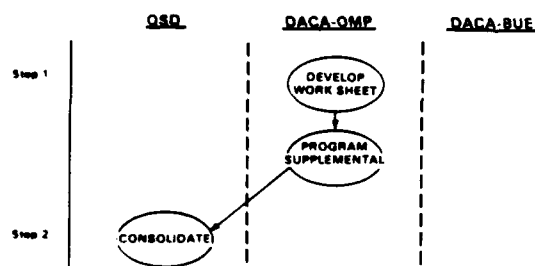 OSD DACA-OMP DACA-BUE
Step 1
DEVELOP
WORK SHEET
PROGRAM
SUPPLEMENTAL
Step 2
CONSOLIDATE